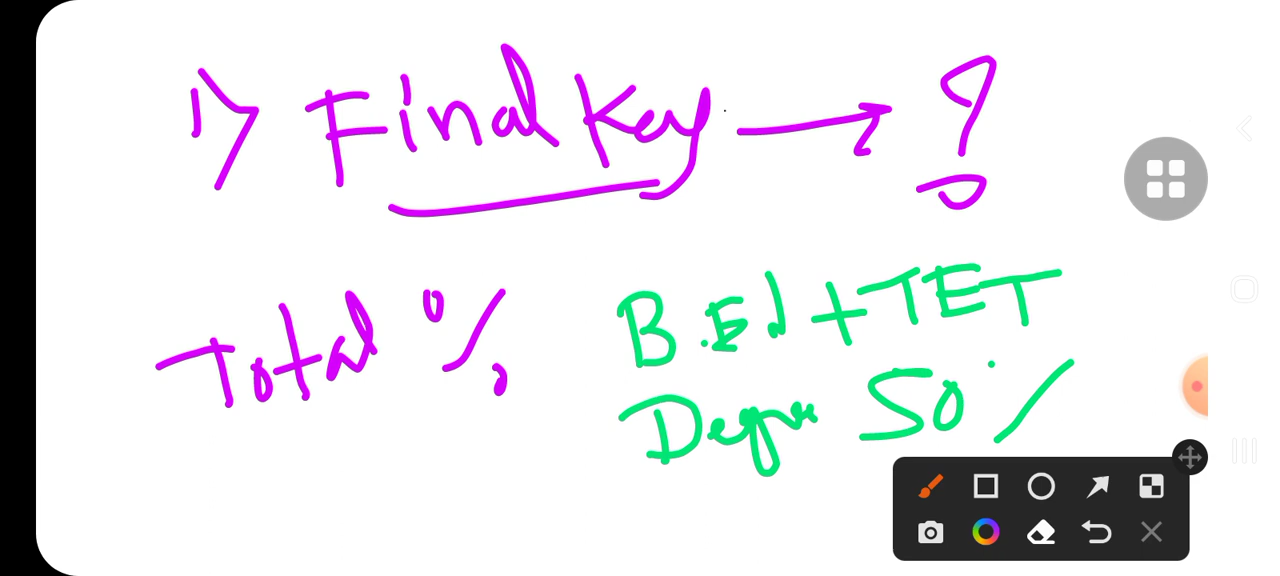 1) Final Key → ?
Total %
B.Ed + TET
Degree 50%